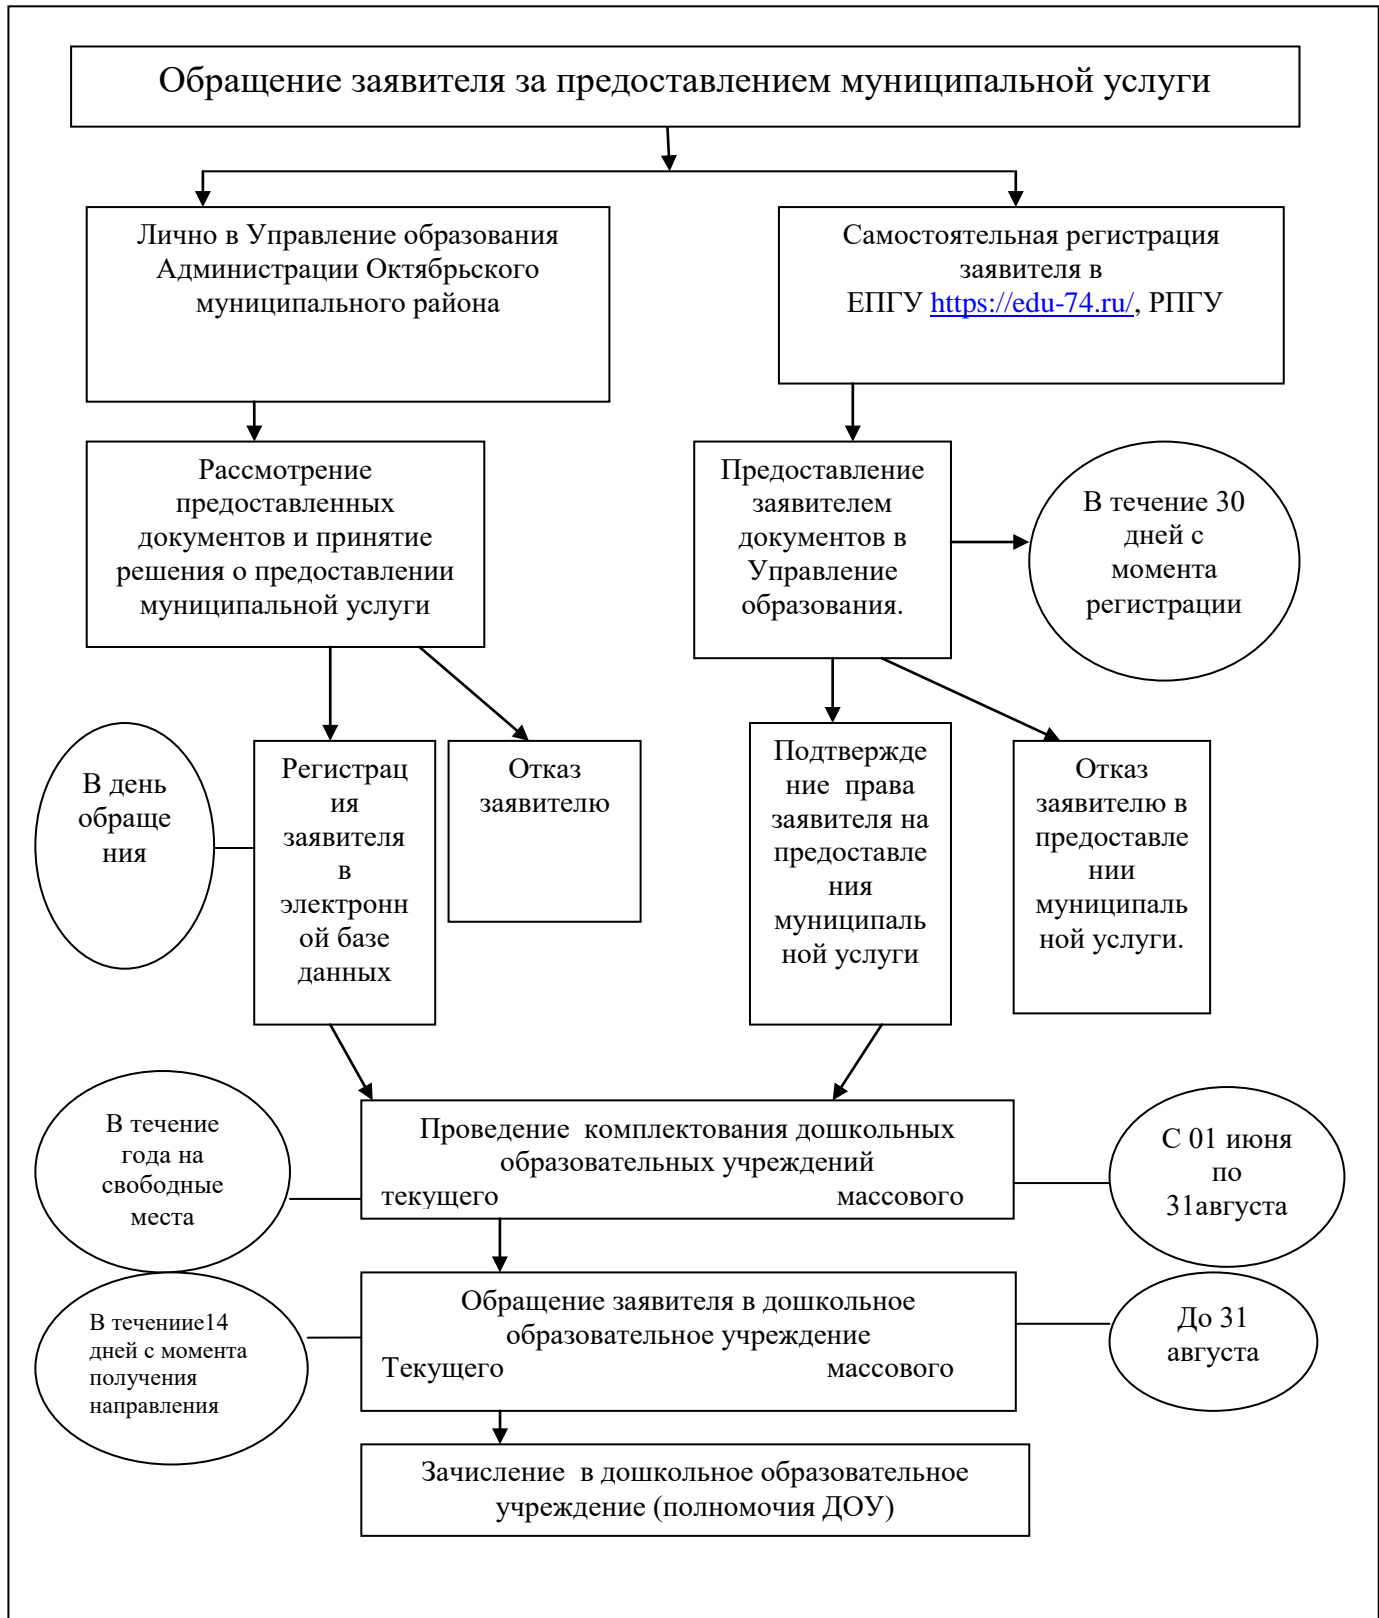 Обращение заявителя за предоставлением муниципальной услуги
Лично в Управление образования
Администрации Октябрьского
муниципального района
Самостоятельная регистрация
заявителя в
ЕПГУ https://edu-74.ru/, РПГУ
Рассмотрение
предоставленных
документов и принятие
решения о предоставлении
муниципальной услуги
Предоставление
заявителем
документов в
Управление
образования.
В течение 30
дней с
момента
регистрации
В день
обраще
ния
Регистрац
ия
заявителя
в
электронн
ой базе
данных
Отказ
заявителю
Подтвержде
ние  права
заявителя на
предоставле
ния
муниципаль
ной услуги
Отказ
заявителю в
предоставле
нии
муниципаль
ной услуги.
В течение
года на
свободные
места
Проведение  комплектования дошкольных
образовательных учреждений
текущего массового
С 01 июня
по
31августа
В течениие14
дней с момента
получения
направления
Обращение заявителя в дошкольное
образовательное учреждение
Текущего массового
До 31
августа
Зачисление  в дошкольное образовательное
учреждение (полномочия ДОУ)